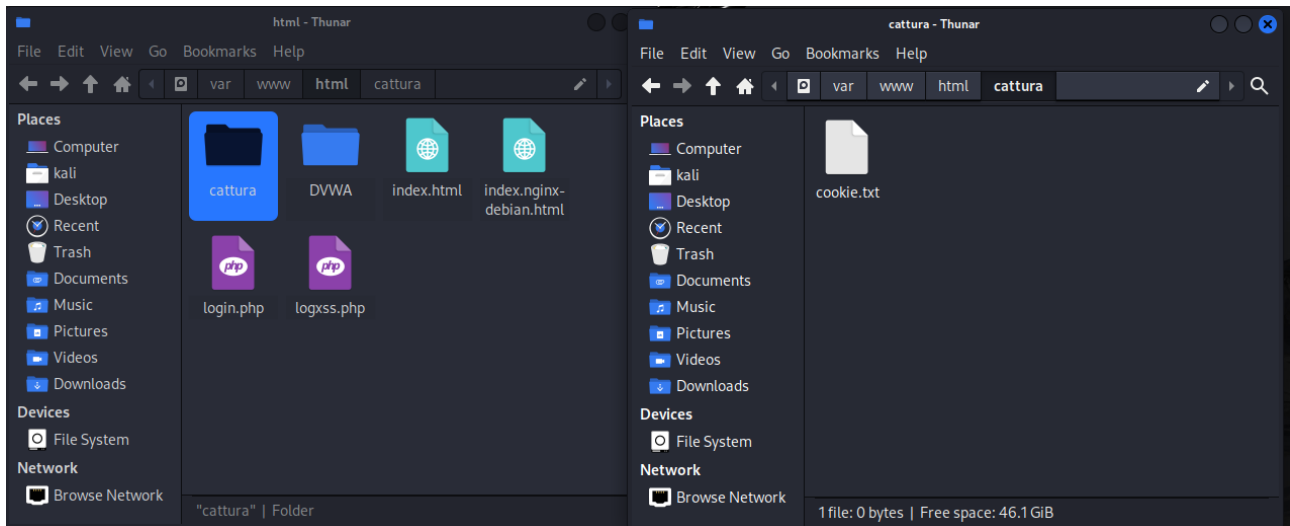 html - Thunar
File Edit View Go Bookmarks Help
var www html cattura
Places
Computer
kali
Desktop
Recent
Trash
Documents
Music
Pictures
Videos
Downloads
Devices
File System
Network
Browse Network
cattura DVWA index.html index.nginx-
debian.html
php php
login.php logxss.php
"cattura" | Folder
cattura - Thunar
File Edit View Go Bookmarks Help
var www html cattura
Places
Computer
kali
Desktop
Recent
Trash
Documents
Music
Pictures
Videos
Downloads
Devices
File System
Network
Browse Network
cookie.txt
1 file: 0 bytes | Free space: 46.1 GiB